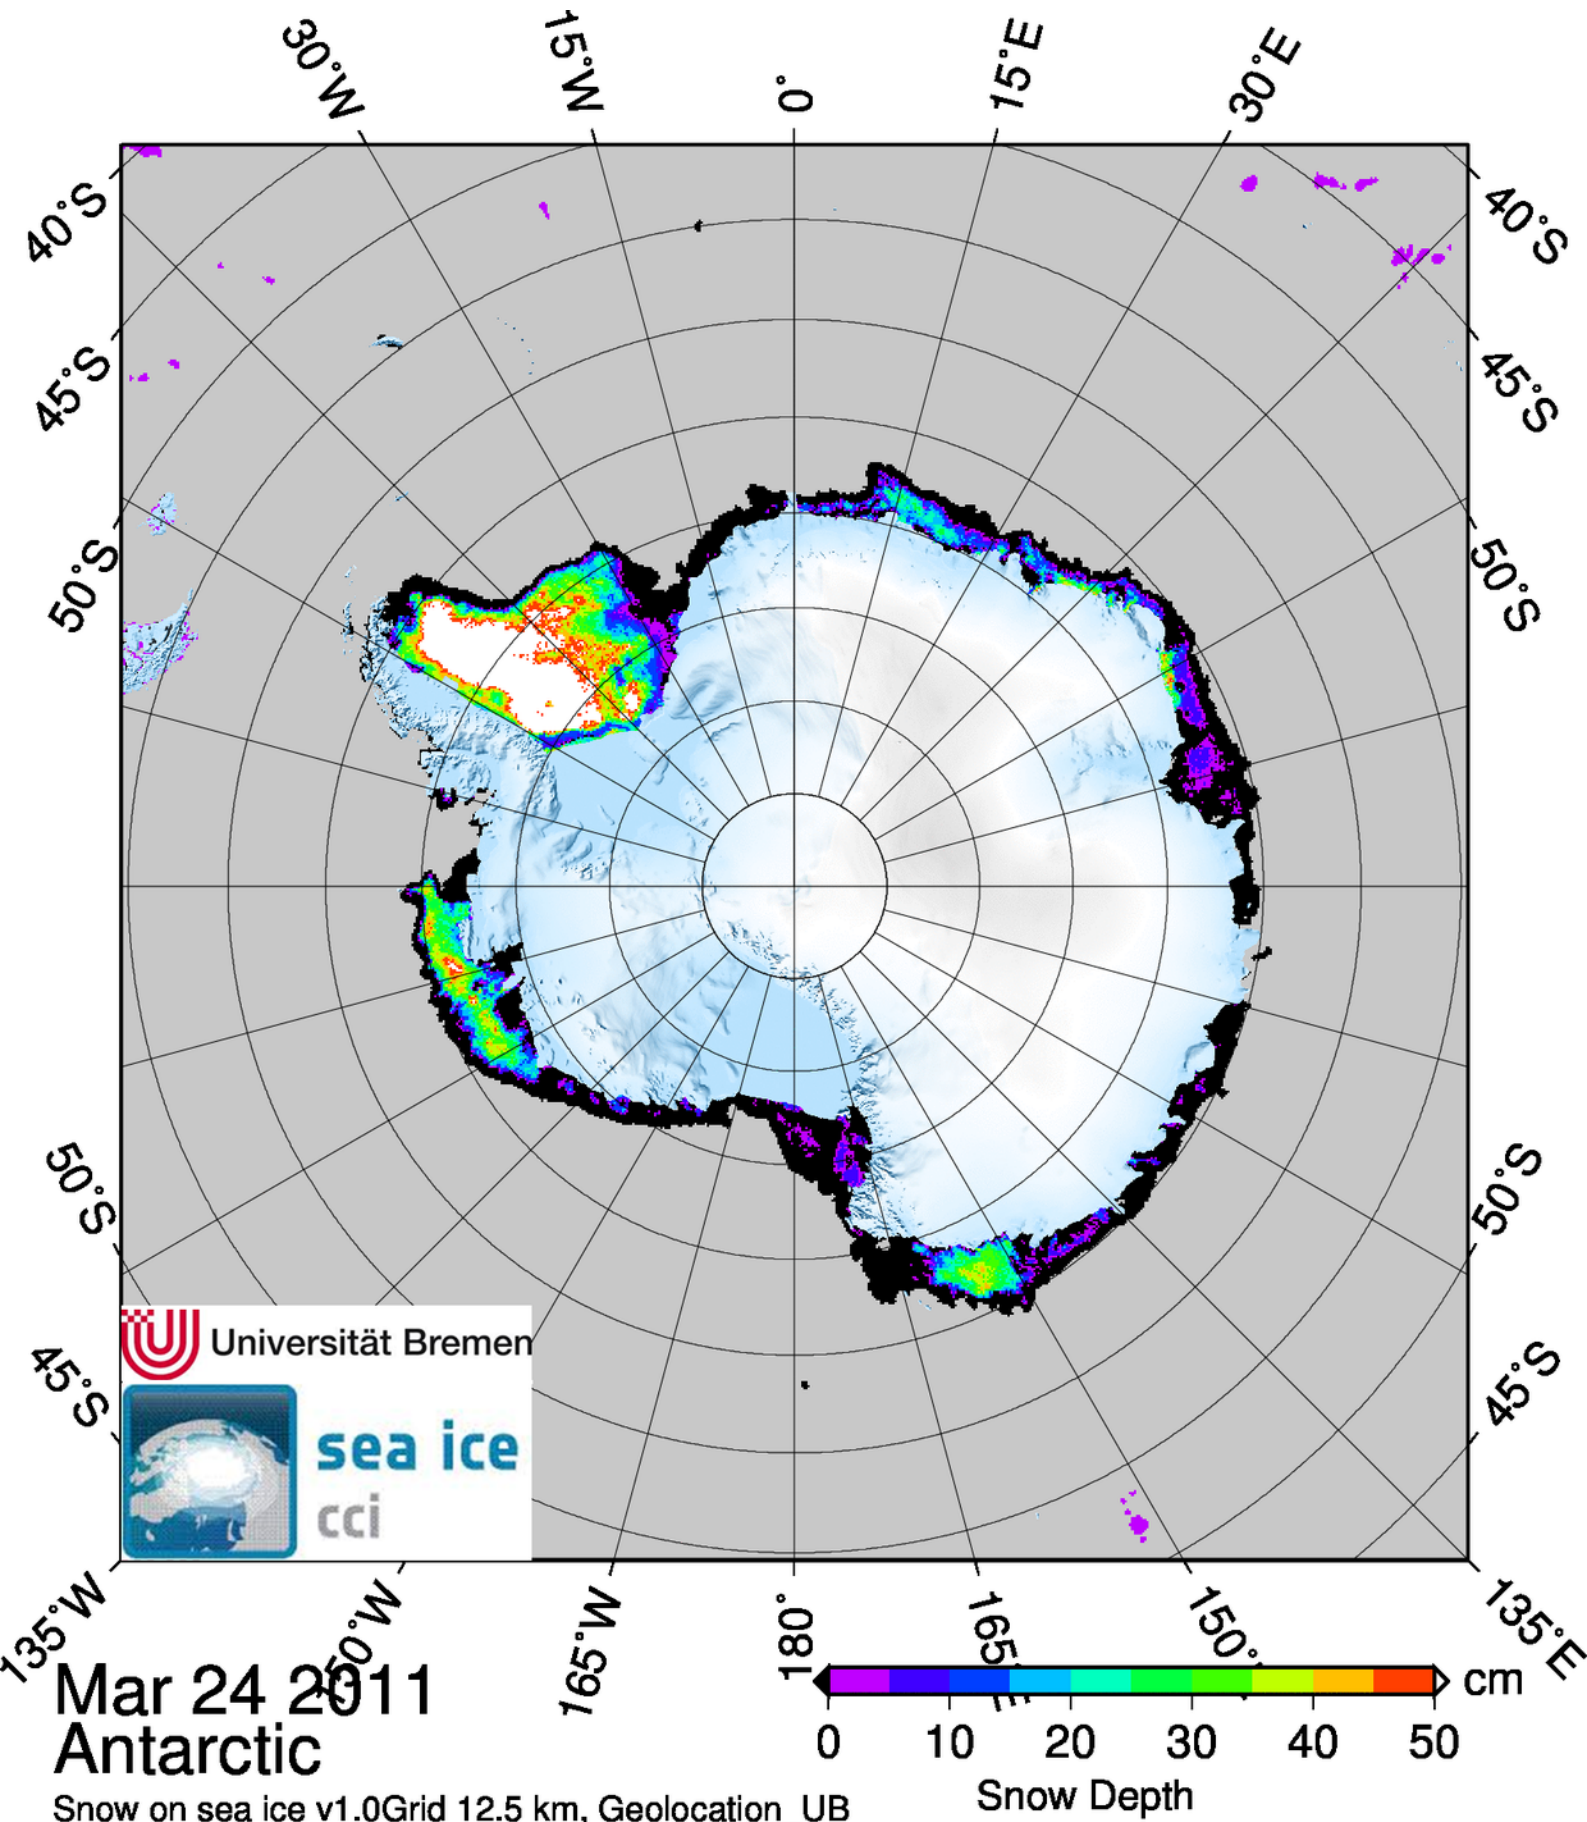 30°W 15°W 0° 15°E 30°E
40°S 40°S
45°S 45°S
50°S 50°S
50°S 50°S
45°S 45°S
Universität Bremen
sea ice
cci
135°W 165°W 180° 165°E 150° 135°E
Mar 24 2011
Antarctic
cm
0 10 20 30 40 50
Snow Depth
Snow on sea ice v1.0Grid 12.5 km, Geolocation UB